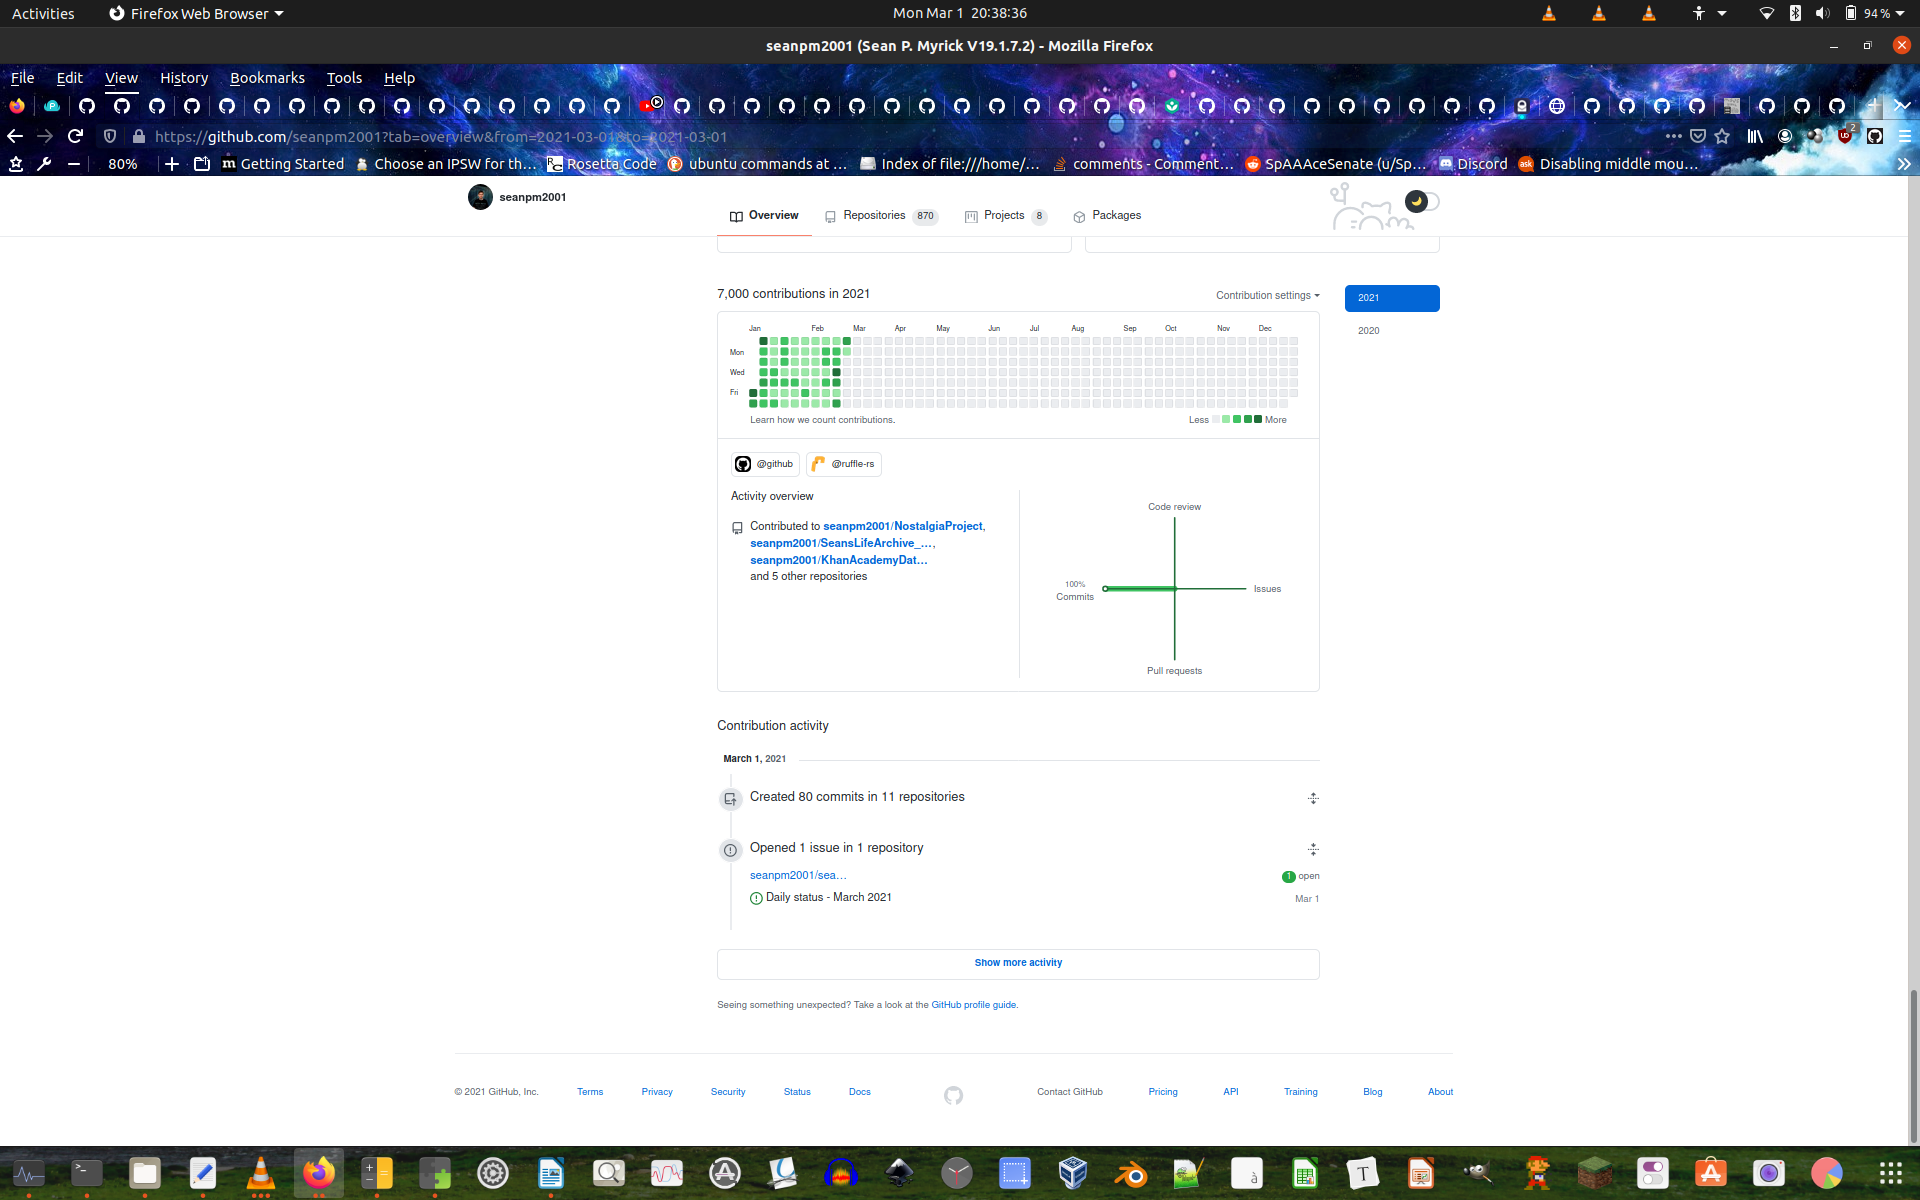 Activities Firefox Web Browser Mon Mar 1 20:38:36 94 %
seanpm2001 (Sean P. Myrick V19.1.7.2) - Mozilla Firefox
File Edit View History Bookmarks Tools Help
https://github.com/seanpm2001?tab=overview&from=2021-03-01&to=2021-03-01 2
80% Getting Started Choose an IPSW for th… Rosetta Code ubuntu commands at … Index of file:///home/… comments - Comment… SpAAAceSenate (u/Sp… Discord Disabling middle mou…
seanpm2001
Overview Repositories 870 Projects 8 Packages
7,000 contributions in 2021 Contribution settings
2021
2020
Jan Feb Mar Apr May Jun Jul Aug Sep Oct Nov Dec
Mon
Wed
Fri
Learn how we count contributions. Less More
@github @ruffle-rs
Activity overview
Contributed to seanpm2001/NostalgiaProject,
seanpm2001/SeansLifeArchive_…,
seanpm2001/KhanAcademyDat…
and 5 other repositories
Code review
100%
Commits
Issues
Pull requests
Contribution activity
March 1, 2021
Created 80 commits in 11 repositories
Opened 1 issue in 1 repository
seanpm2001/sea… 1 open
Daily status - March 2021 Mar 1
Show more activity
Seeing something unexpected? Take a look at the GitHub profile guide.
© 2021 GitHub, Inc. Terms Privacy Security Status Docs Contact GitHub Pricing API Training Blog About